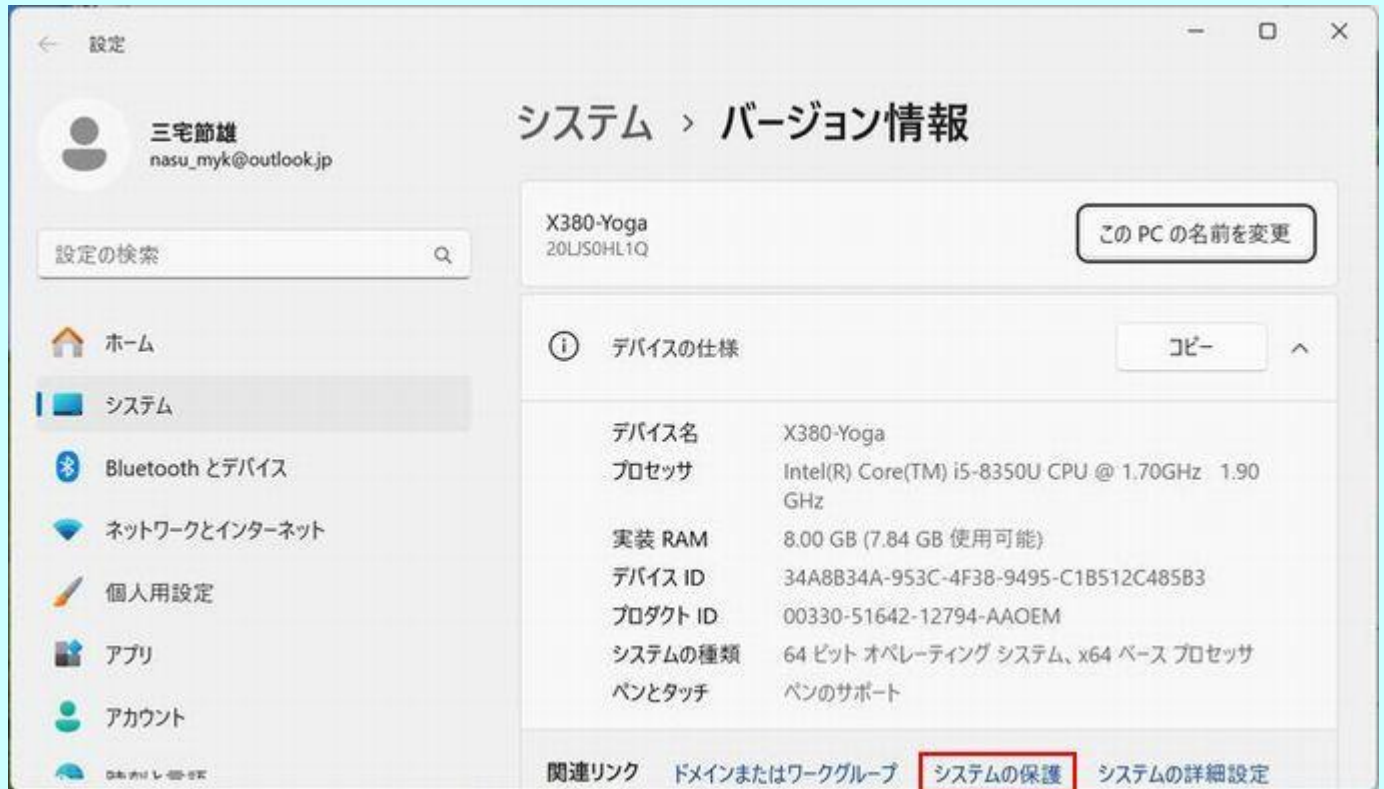 設定
三宅節雄
nasu_myk@outlook.jp
設定の検索
ホーム
システム
Bluetooth とデバイス
ネットワークとインターネット
個人用設定
アプリ
アカウント
システム › バージョン情報
X380-Yoga
20LJS0HL1Q
この PC の名前を変更
デバイスの仕様
コピー
デバイス名 X380-Yoga
プロセッサ Intel(R) Core(TM) i5-8350U CPU @ 1.70GHz 1.90
GHz
実装 RAM 8.00 GB (7.84 GB 使用可能)
デバイス ID 34A8B34A-953C-4F38-9495-C1B512C485B3
プロダクト ID 00330-51642-12794-AAOEM
システムの種類 64 ビット オペレーティング システム、x64 ベース プロセッサ
ペンとタッチ ペンのサポート
関連リンク ドメインまたはワークグループ システムの保護 システムの詳細設定